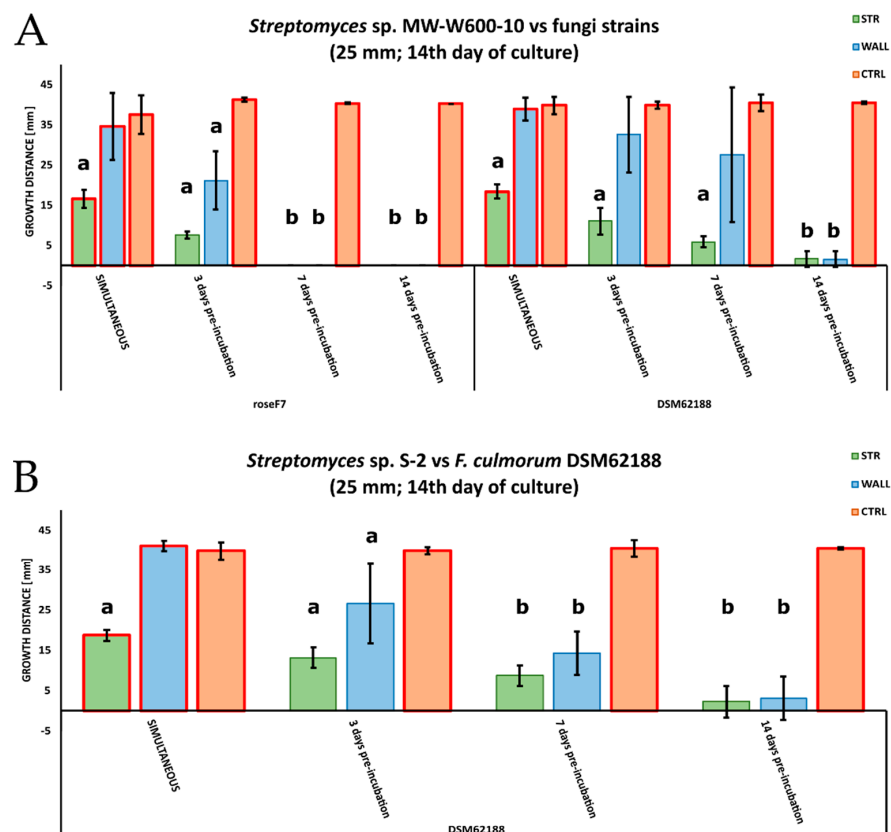 A
Streptomyces sp. MW-W600-10 vs fungi strains
(25 mm; 14th day of culture)
STR
WALL
CTRL
GROWTH DISTANCE [mm]
45
35
25
15
5
-5
a
a
a
b b
b b
a
a
a
b b
SIMULTANEOUS
3 days pre-incubation
7 days pre-incubation
14 days pre-incubation
SIMULTANEOUS
3 days pre-incubation
7 days pre-incubation
14 days pre-incubation
roseF7
DSM62188
B
Streptomyces sp. S-2 vs F. culmorum DSM62188
(25 mm; 14th day of culture)
STR
WALL
CTRL
GROWTH DISTANCE [mm]
45
35
25
15
5
-5
a
a
a
b b
b b
SIMULTANEOUS
3 days pre-incubation
7 days pre-incubation
14 days pre-incubation
DSM62188